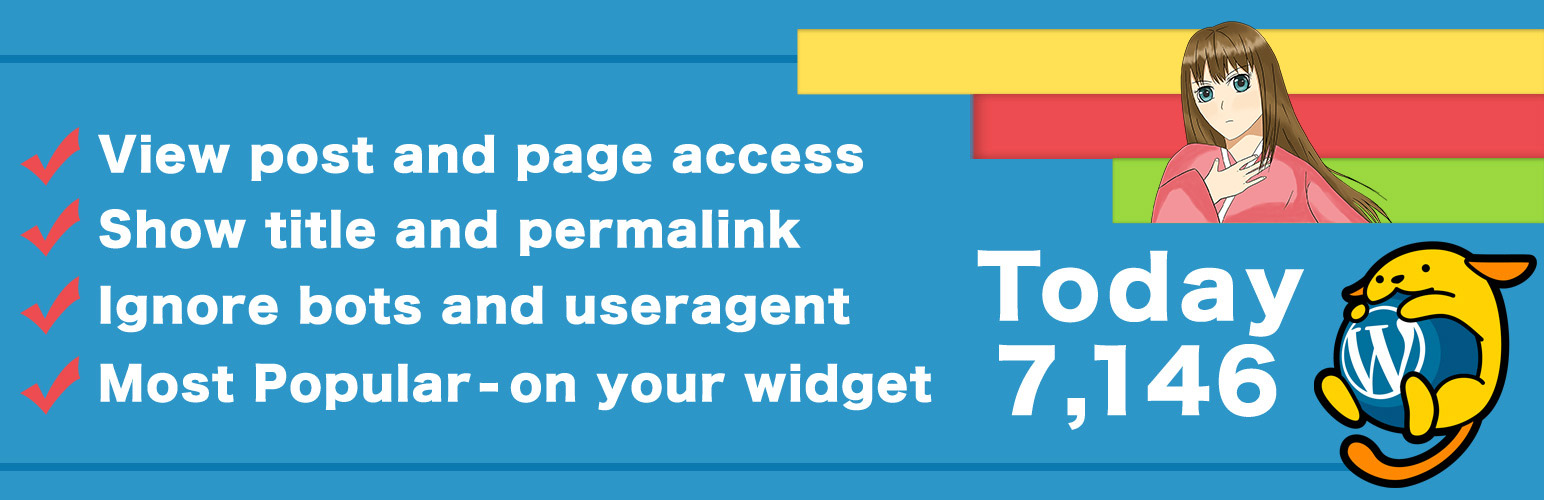 View post and page access
Show title and permalink
Ignore bots and useragent
Most Popular-on your widget
Today
7,146
W